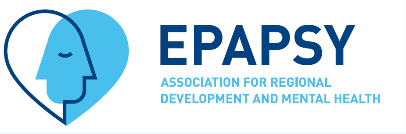 EPAPSY
ASSOCIATION FOR REGIONAL
DEVELOPMENT AND MENTAL HEALTH